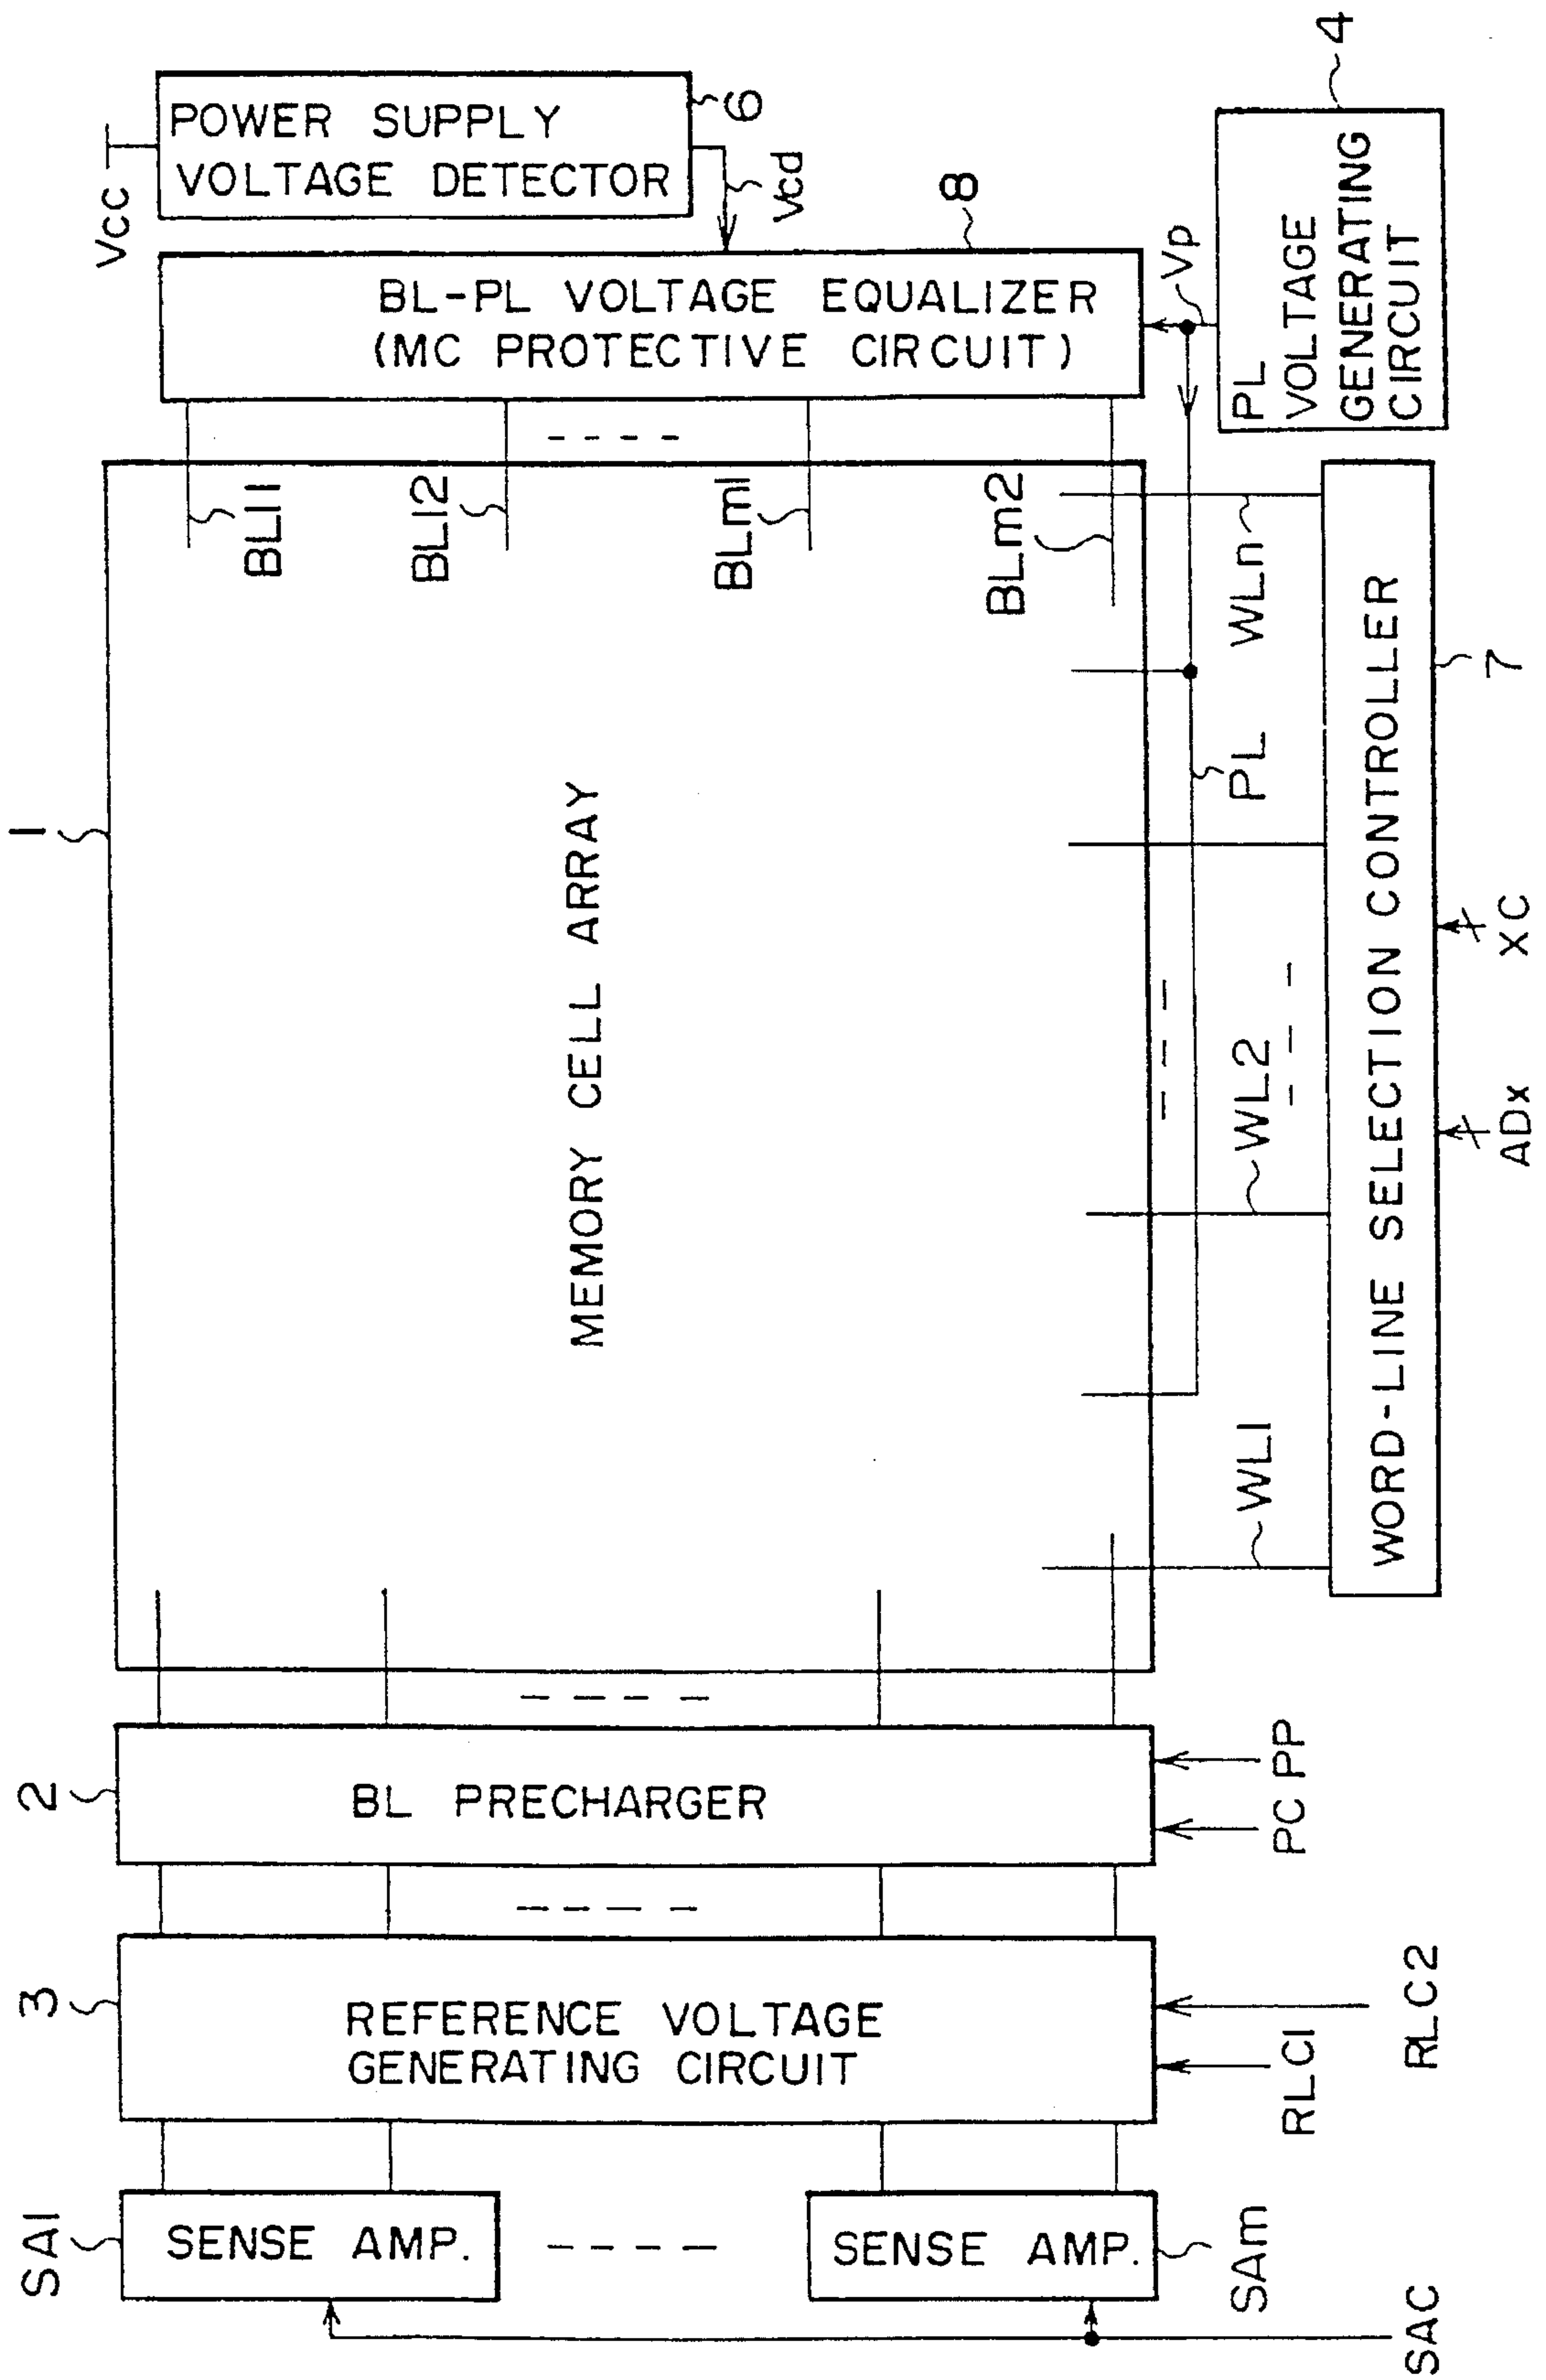 Vcc
POWER SUPPLY
VOLTAGE DETECTOR
6
Vcd
BL-PL VOLTAGE EQUALIZER
(MC PROTECTIVE CIRCUIT)
8
Vp
PL
VOLTAGE
GENERATING
CIRCUIT
4
1
BL11
BL12
BLm1
BLm2
MEMORY CELL ARRAY
WLn
PL
WL2
WL1
WORD-LINE SELECTION CONTROLLER
7
XC
ADx
2
BL PRECHARGER
PC PP
3
REFERENCE VOLTAGE
GENERATING CIRCUIT
RLC1
RLC2
SA1
SENSE AMP.
SENSE AMP.
SAm
SAC